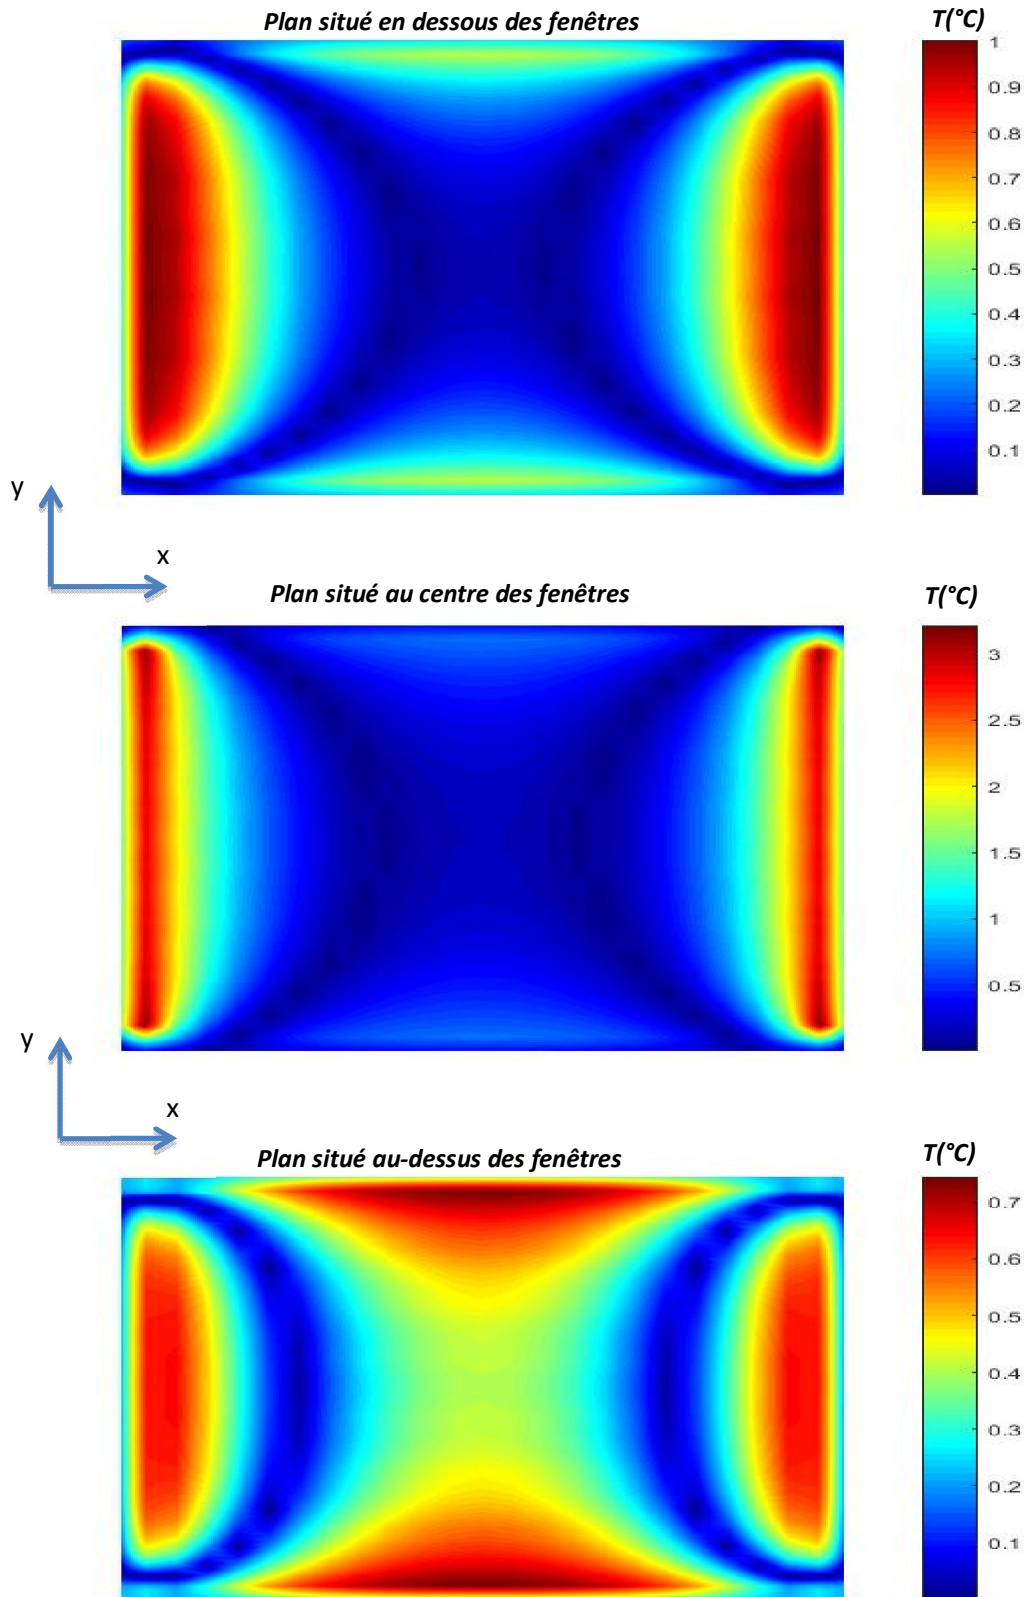 Plan situé en dessous des fenêtres
T(°C)
1
0.9
0.8
0.7
0.6
0.5
0.4
0.3
0.2
0.1
y
x
Plan situé au centre des fenêtres
T(°C)
3
2.5
2
1.5
1
0.5
y
x
Plan situé au-dessus des fenêtres
T(°C)
0.7
0.6
0.5
0.4
0.3
0.2
0.1